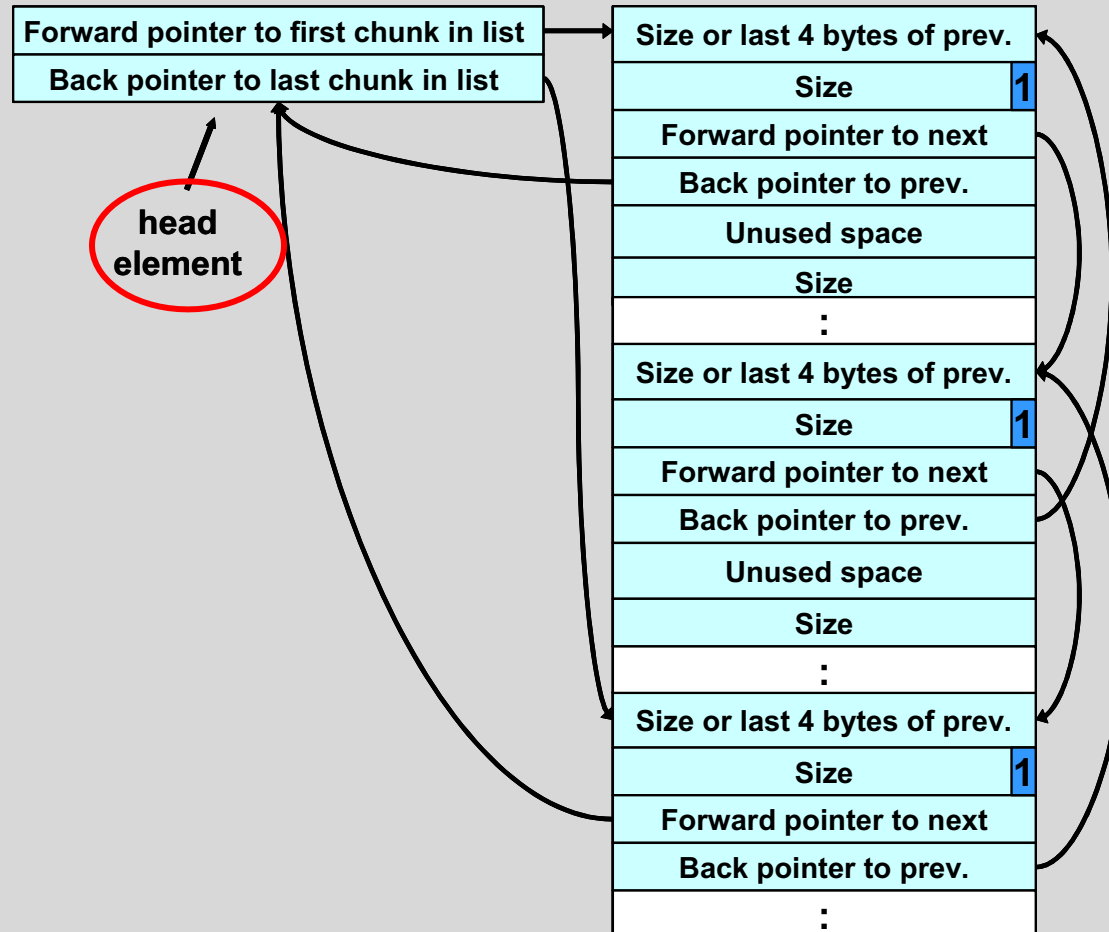 Forward pointer to first chunk in list
Back pointer to last chunk in list
head
element
Size or last 4 bytes of prev.
Size 1
Forward pointer to next
Back pointer to prev.
Unused space
Size
:
Size or last 4 bytes of prev.
Size 1
Forward pointer to next
Back pointer to prev.
Unused space
Size
:
Size or last 4 bytes of prev.
Size 1
Forward pointer to next
Back pointer to prev.
: